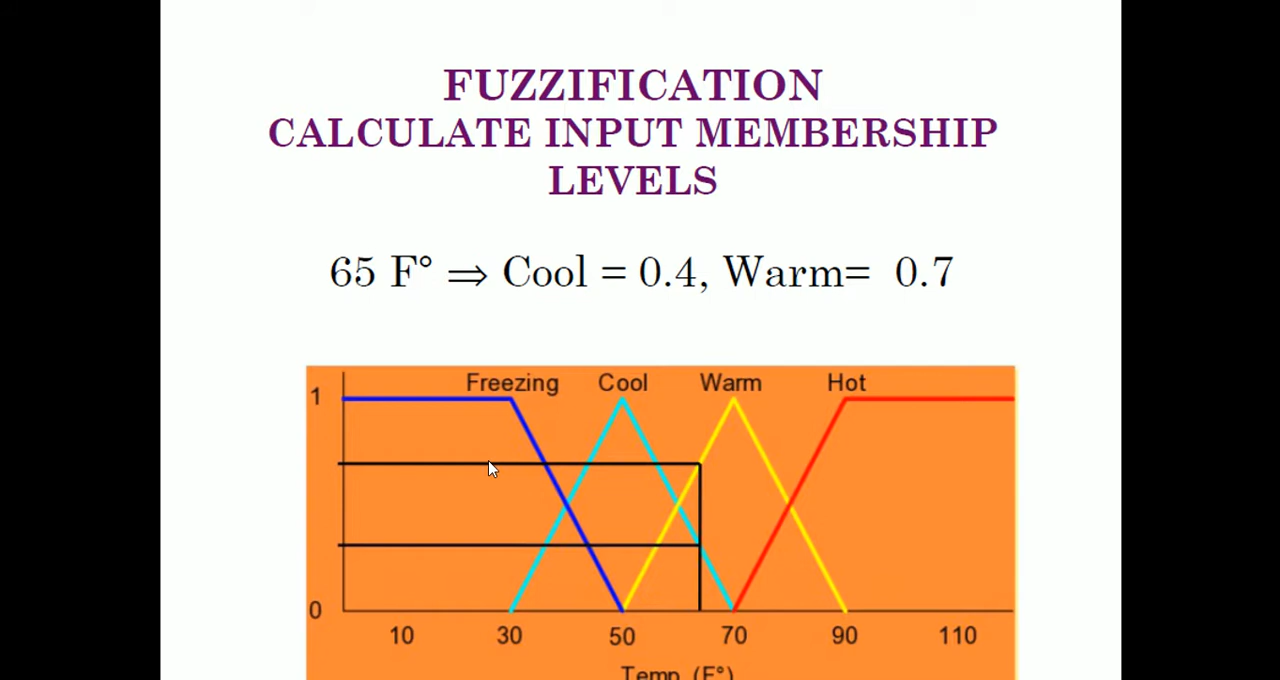 FUZZIFICATION
CALCULATE INPUT MEMBERSHIP
LEVELS
65 F° ⇒ Cool = 0.4, Warm=  0.7
Freezing Cool Warm Hot
1
0
10 30 50 70 90 110
Temp. (F°)